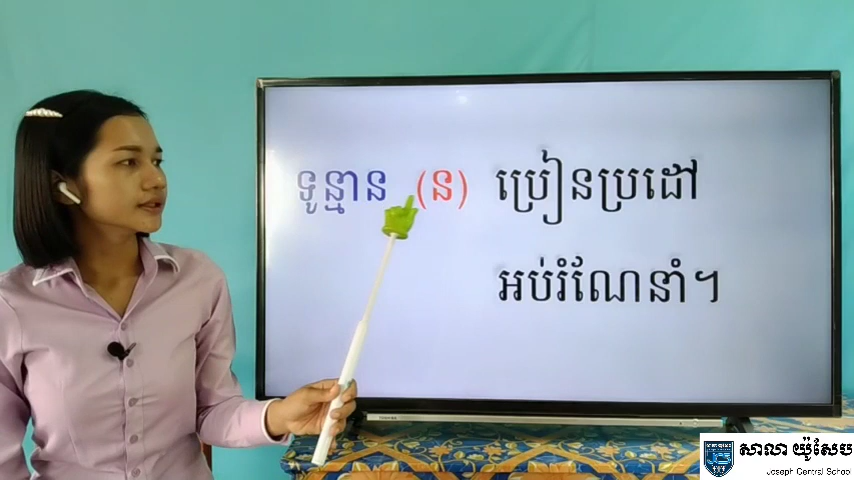 ទូន្មាន (ន) ប្រៀនប្រដៅ
អប់រំណែនាំ។
TOSHIBA
សាលា យ៉ូសែប
Joseph Central School